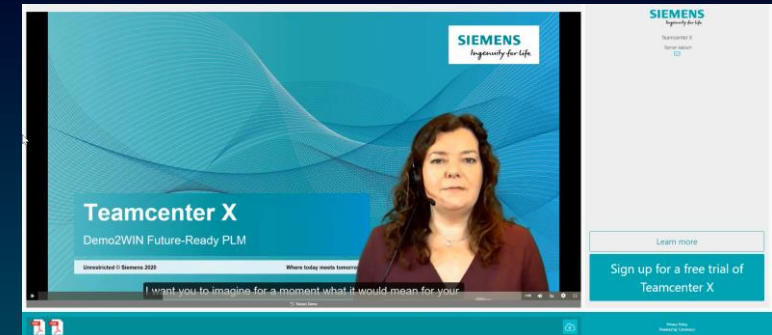 SIEMENS
Ingenuity for life
Teamcenter X
Demo2WIN Future-Ready PLM
Unrestricted © Siemens 2020
Where today meets tomorro
I want you to imagine for a moment what it would mean for your
SIEMENS
Ingenuity for life
Teamcenter X
Learn more
Sign up for a free trial of
Teamcenter X
Privacy Policy